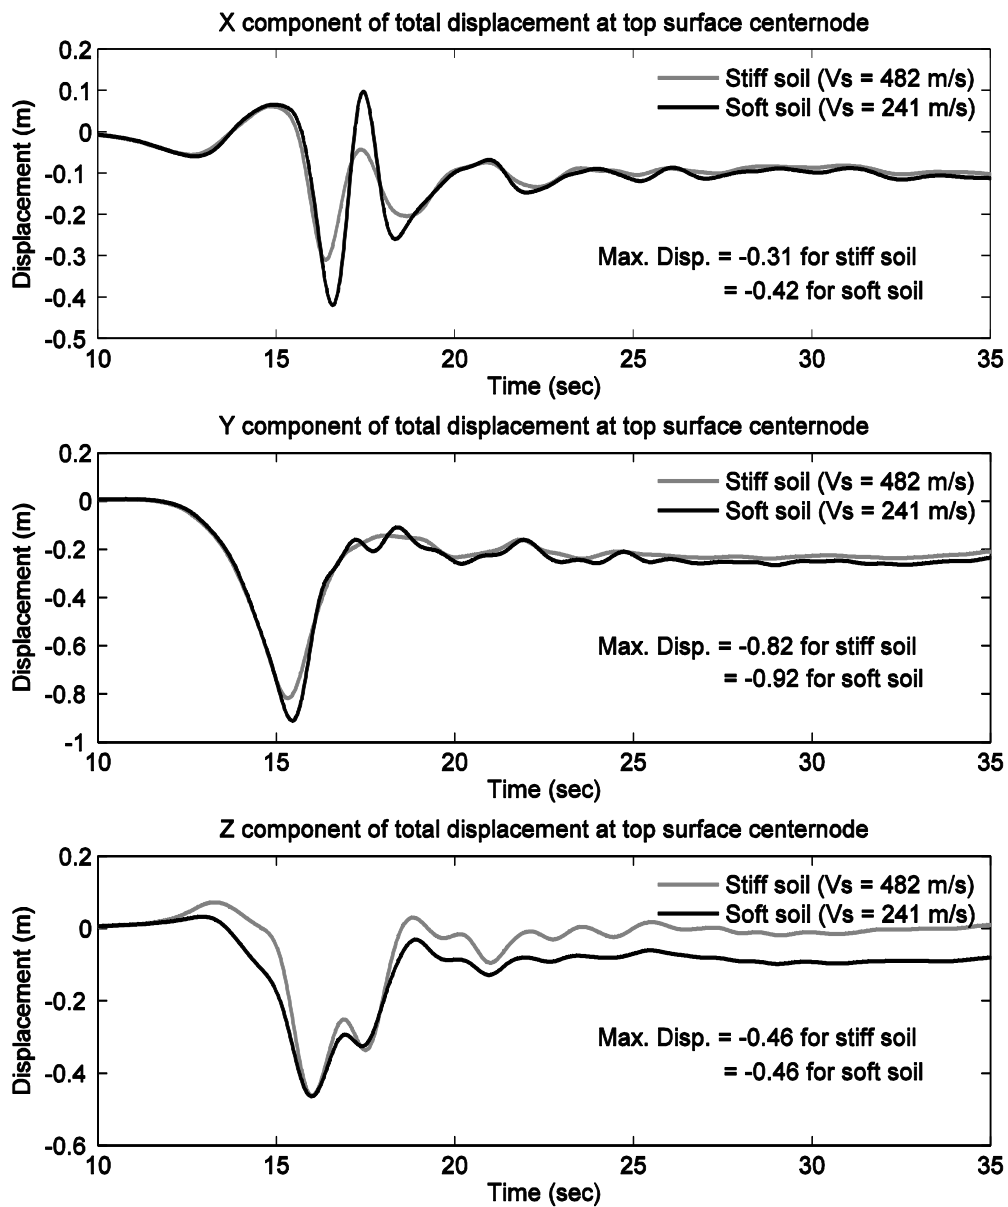 X component of total displacement at top surface centernode
0.2
0.1
0
-0.1
-0.2
-0.3
-0.4
-0.5
Displacement (m)
Stiff soil (Vs = 482 m/s)
Soft soil (Vs = 241 m/s)
Max. Disp. = -0.31 for stiff soil
= -0.42 for soft soil
10 15 20 25 30 35
Time (sec)
Y component of total displacement at top surface centernode
0.2
0
-0.2
-0.4
-0.6
-0.8
-1
Displacement (m)
Stiff soil (Vs = 482 m/s)
Soft soil (Vs = 241 m/s)
Max. Disp. = -0.82 for stiff soil
= -0.92 for soft soil
10 15 20 25 30 35
Time (sec)
Z component of total displacement at top surface centernode
0.2
0
-0.2
-0.4
-0.6
Displacement (m)
Stiff soil (Vs = 482 m/s)
Soft soil (Vs = 241 m/s)
Max. Disp. = -0.46 for stiff soil
= -0.46 for soft soil
10 15 20 25 30 35
Time (sec)